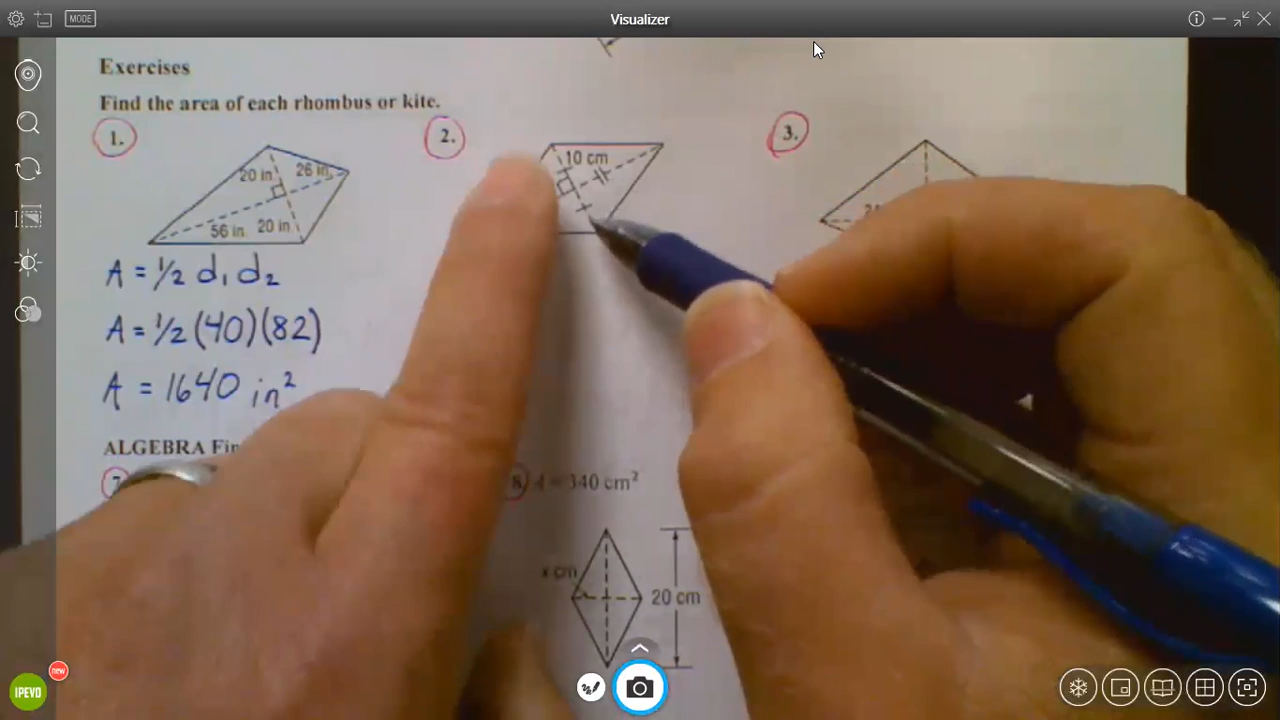 MODE
Visualizer
Exercises
Find the area of each rhombus or kite.
1.
20 in.
26 in.
56 in.
20 in.
A = 1/2 d₁ d₂
A = 1/2 (40)(82)
A = 1640 in²
2.
10 cm
3.
ALGEBRA
7
8. A = 340 cm²
x cm
20 cm
IPEVO
new